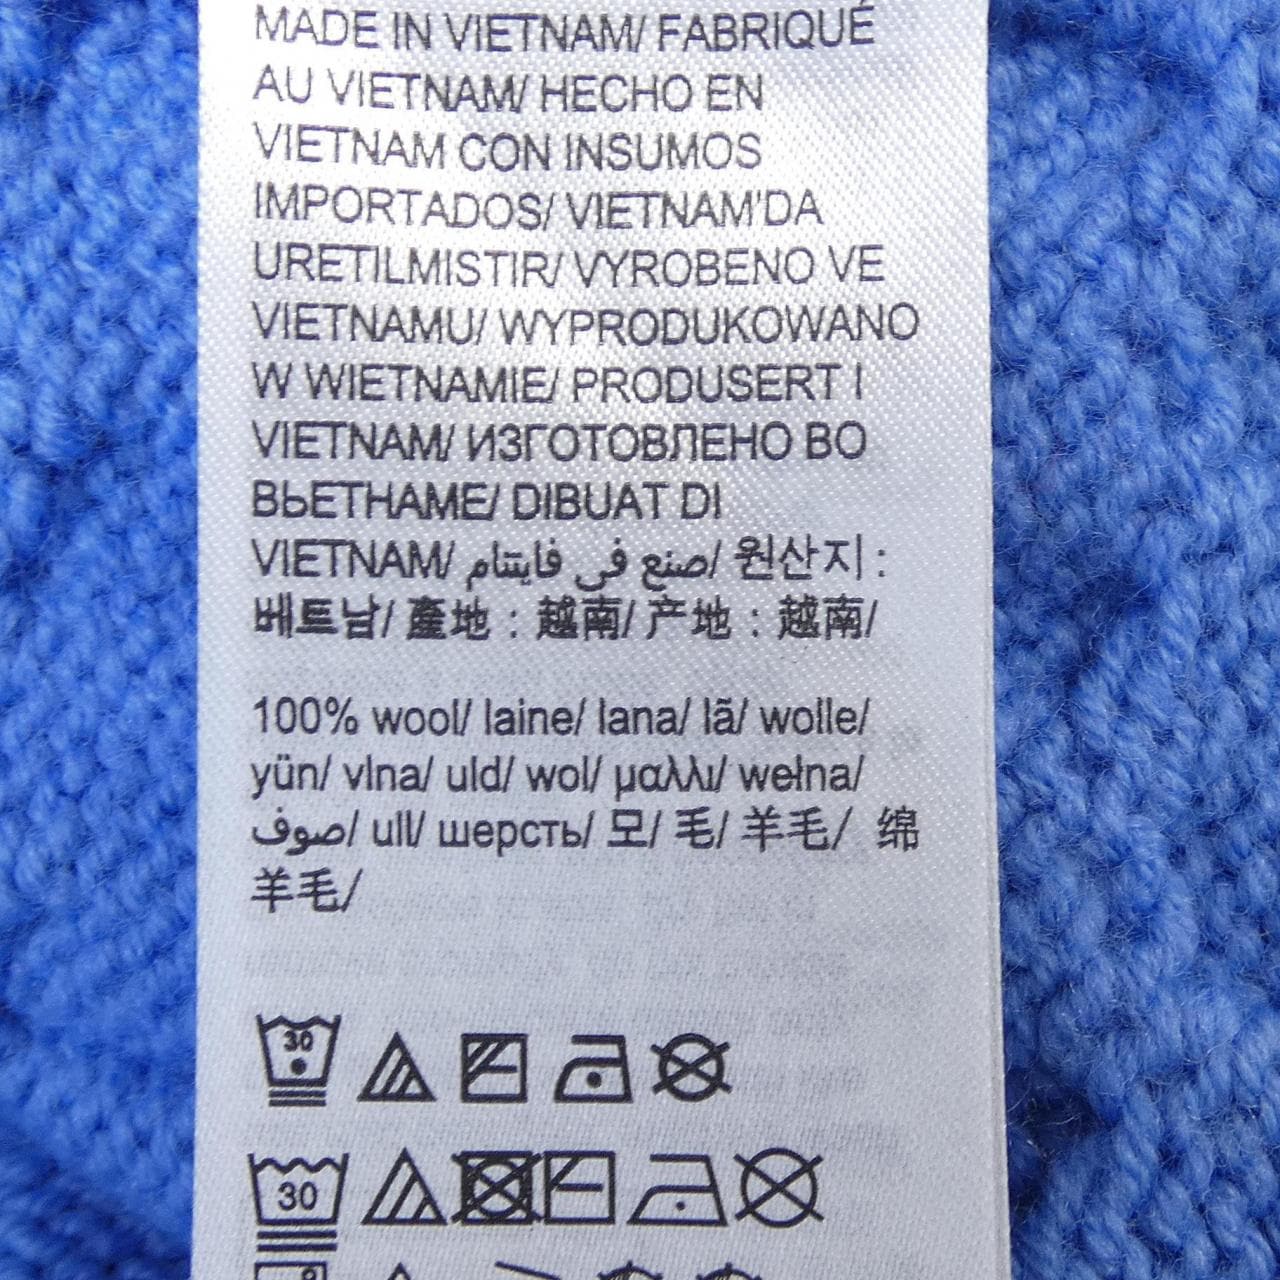 MADE IN VIETNAM/ FABRIQUÉ
AU VIETNAM/ HECHO EN
VIETNAM CON INSUMOS
IMPORTADOS/ VIETNAM'DA
URETILMISTIR/ VYROBENO VE
VIETNAMU/ WYPRODUKOWANO
W WIETNAMIE/ PRODUSERT I
VIETNAM/ ИЗГОТОВЛЕНО ВО
ВЬЕТНАМЕ/ DIBUAT DI
VIETNAM/ صنع في فايتنام/ 원산지 :
베트남/ 產地 : 越南/ 产地 : 越南/
100% wool/ laine/ lana/ lã/ wolle/
yün/ vlna/ uld/ wol/ μαλλι/ wełna/
صوف/ ull/ шерсть/ 모/ 毛/ 羊毛/ 绵
羊毛/
30
30